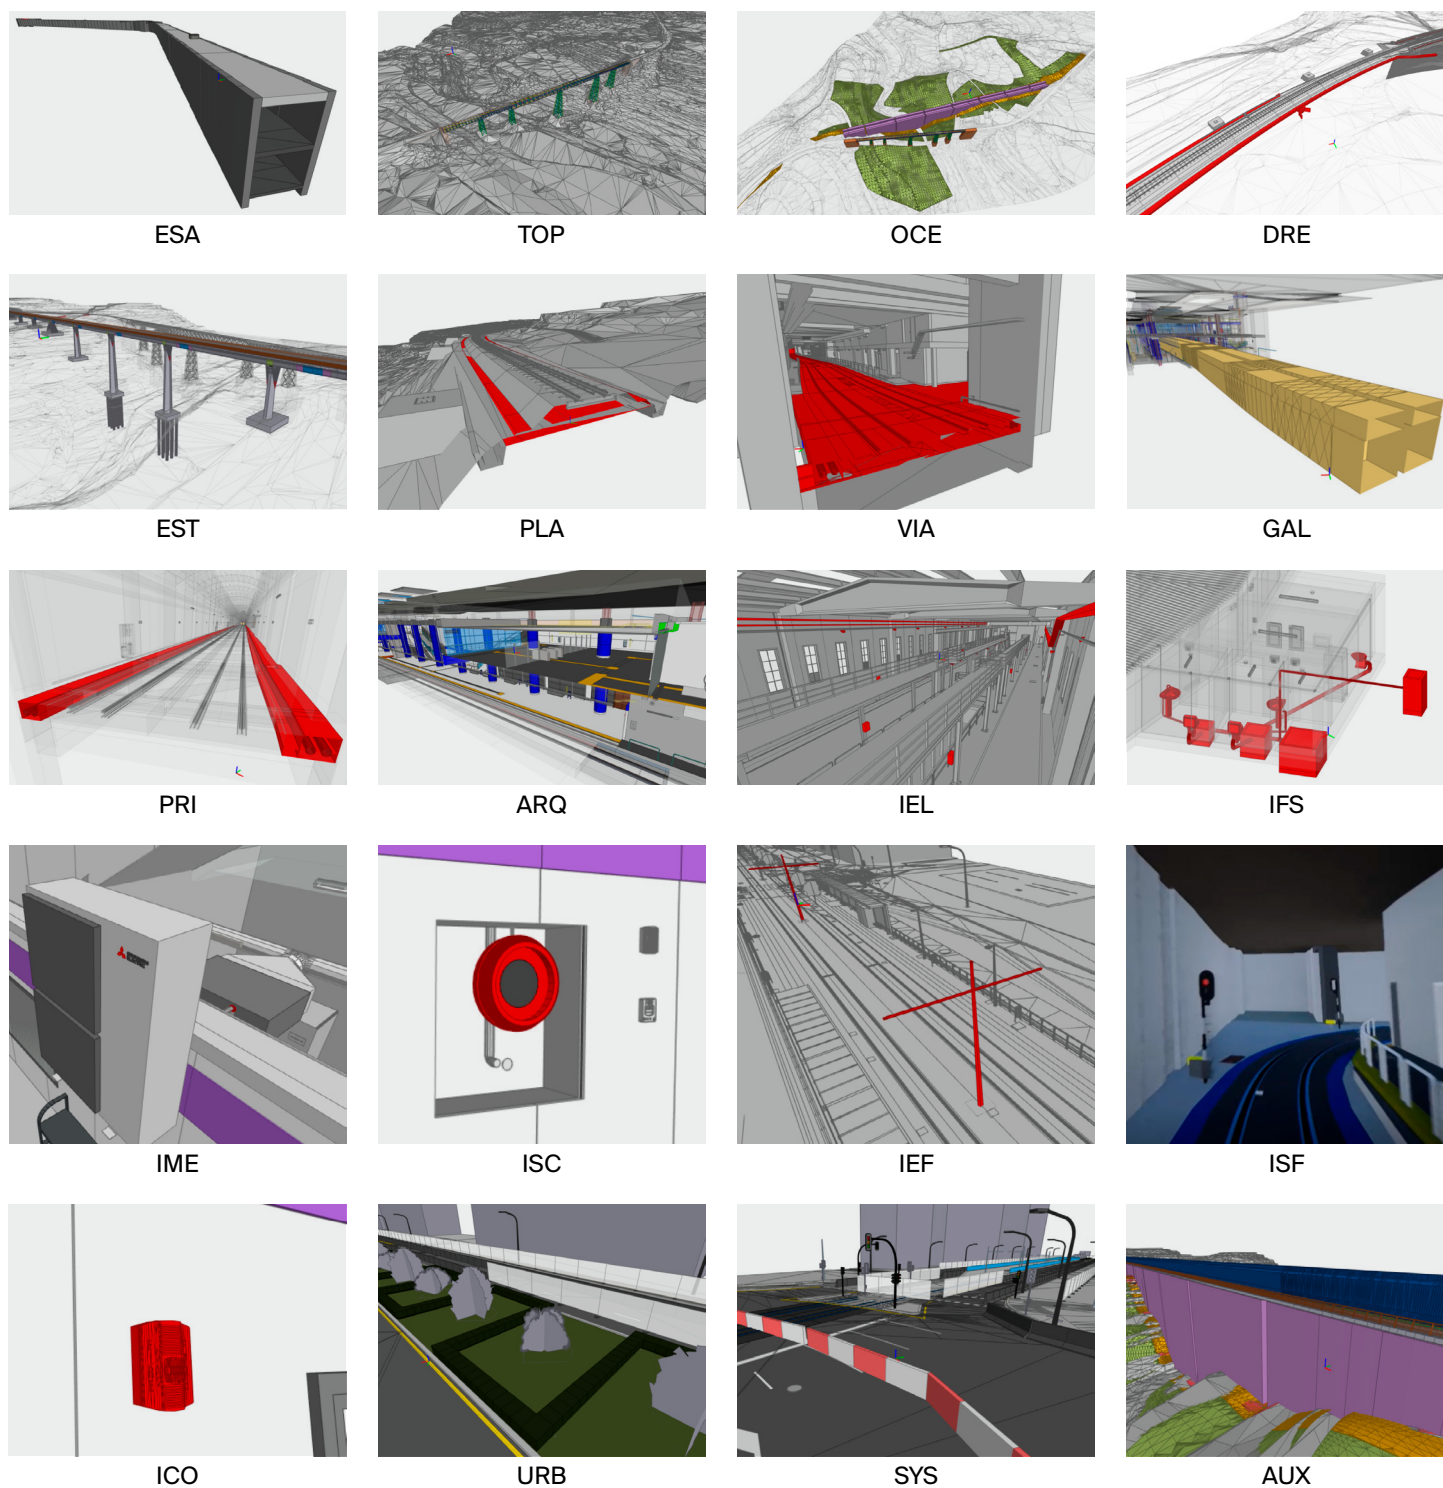 ESA
TOP
OCE
DRE
EST
PLA
VIA
GAL
PRI
ARQ
IEL
IFS
IME
ISC
IEF
ISF
ICO
URB
SYS
AUX